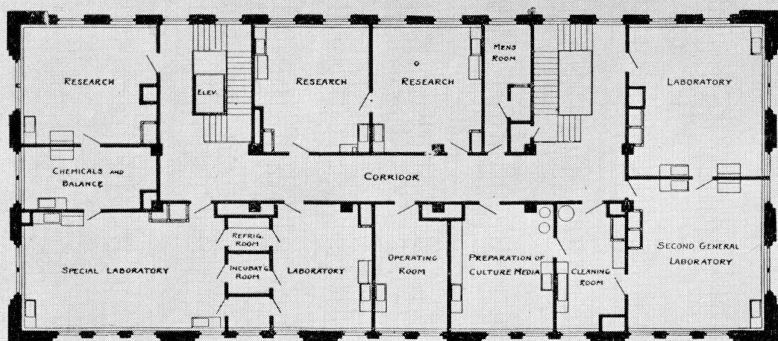 RESEARCH
ELEV.
RESEARCH
RESEARCH
MENS
ROOM
LABORATORY
CHEMICALS AND
BALANCE
CORRIDOR
SPECIAL LABORATORY
REFRIG.
ROOM
INCUBAT'G
ROOM
LABORATORY
OPERATING
ROOM
PREPARATION OF
CULTURE MEDIA
CLEANING
ROOM
SECOND GENERAL
LABORATORY